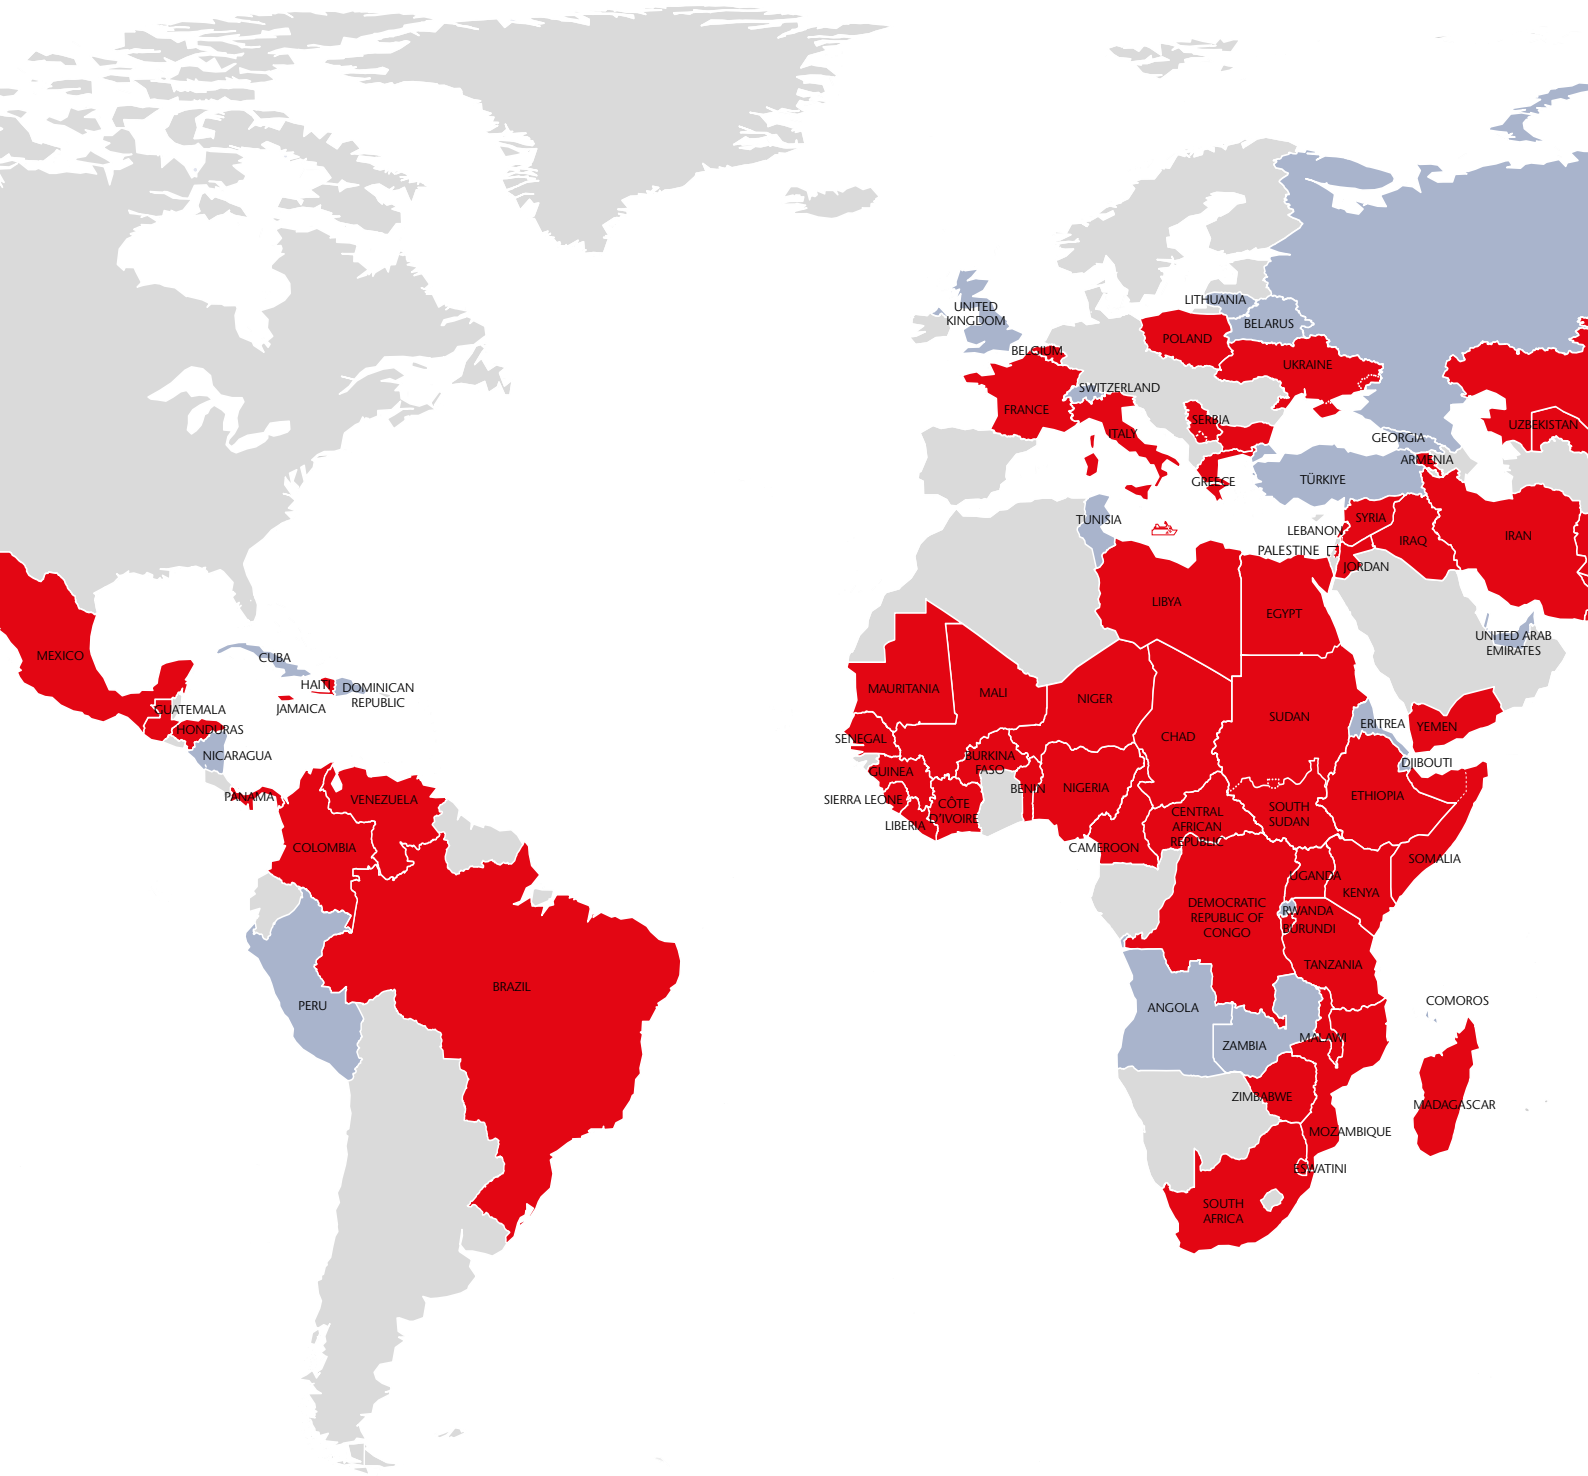 UNITED
KINGDOM
LITHUANIA
BELARUS
POLAND
BELGIUM
UKRAINE
SWITZERLAND
FRANCE
SERBIA
UZBEKISTAN
ITALY
GEORGIA
ARMENIA
GREECE
TÜRKIYE
TUNISIA
SYRIA
LEBANON
IRAN
IRAQ
PALESTINE
JORDAN
LIBYA
EGYPT
UNITED ARAB
EMIRATES
MEXICO
CUBA
HAITI
DOMINICAN
REPUBLIC
JAMAICA
GUATEMALA
HONDURAS
NICARAGUA
PANAMA
VENEZUELA
COLOMBIA
BRAZIL
PERU
MAURITANIA
MALI
NIGER
CHAD
SUDAN
ERITREA
YEMEN
SENEGAL
BURKINA
FASO
GUINEA
BENIN
NIGERIA
DJIBOUTI
ETHIOPIA
SIERRA LEONE
CÔTE
D'IVOIRE
LIBERIA
CENTRAL
AFRICAN
REPUBLIC
SOUTH
SUDAN
CAMEROON
SOMALIA
UGANDA
KENYA
DEMOCRATIC
REPUBLIC OF
CONGO
RWANDA
BURUNDI
TANZANIA
ANGOLA
COMOROS
ZAMBIA
MALAWI
ZIMBABWE
MADAGASCAR
MOZAMBIQUE
ESWATINI
SOUTH
AFRICA